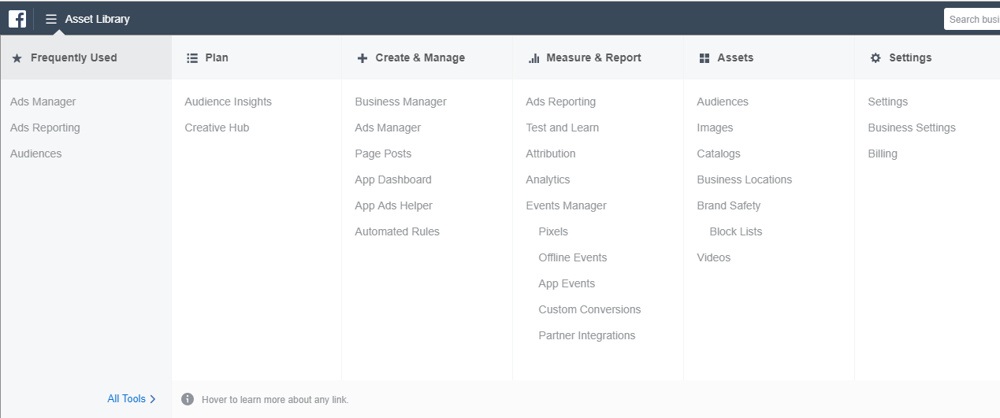 Asset Library
Search busi
Frequently Used
Ads Manager
Ads Reporting
Audiences
All Tools
Plan
Audience Insights
Creative Hub
Create & Manage
Business Manager
Ads Manager
Page Posts
App Dashboard
App Ads Helper
Automated Rules
Measure & Report
Ads Reporting
Test and Learn
Attribution
Analytics
Events Manager
Pixels
Offline Events
App Events
Custom Conversions
Partner Integrations
Assets
Audiences
Images
Catalogs
Business Locations
Brand Safety
Block Lists
Videos
Settings
Settings
Business Settings
Billing
Hover to learn more about any link.